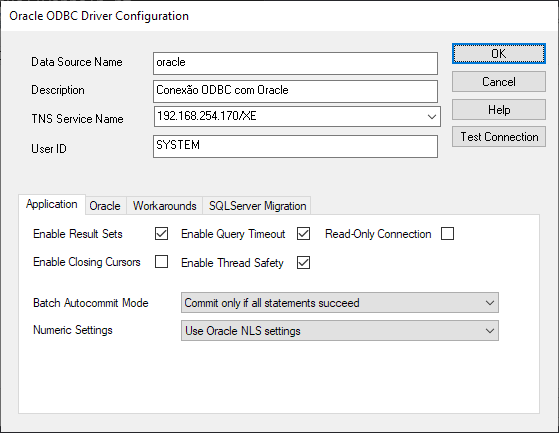 Oracle ODBC Driver Configuration
Data Source Name oracle OK
Description Conexão ODBC com Oracle Cancel
TNS Service Name 192.168.254.170/XE Help
User ID SYSTEM Test Connection
Application Oracle Workarounds SQLServer Migration
Enable Result Sets Enable Query Timeout Read-Only Connection
Enable Closing Cursors Enable Thread Safety
Batch Autocommit Mode Commit only if all statements succeed
Numeric Settings Use Oracle NLS settings